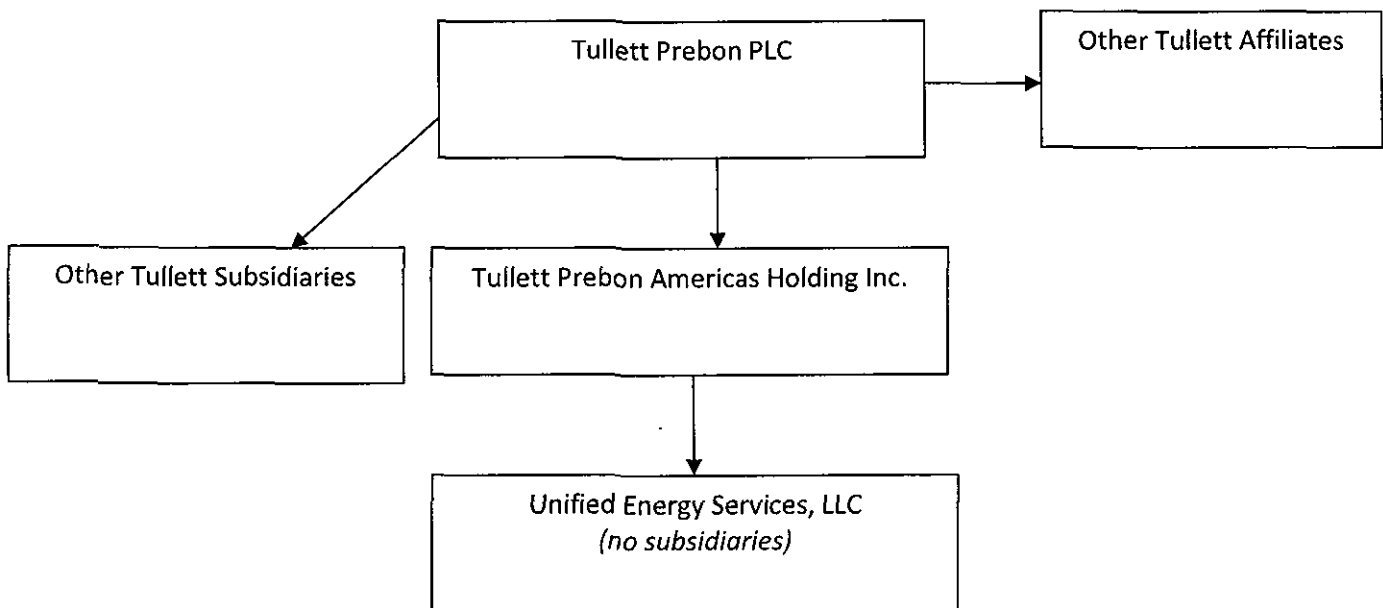 Tullett Prebon PLC
Other Tullett Affiliates
Other Tullett Subsidiaries
Tullett Prebon Americas Holding Inc.
Unified Energy Services, LLC
(no subsidiaries)